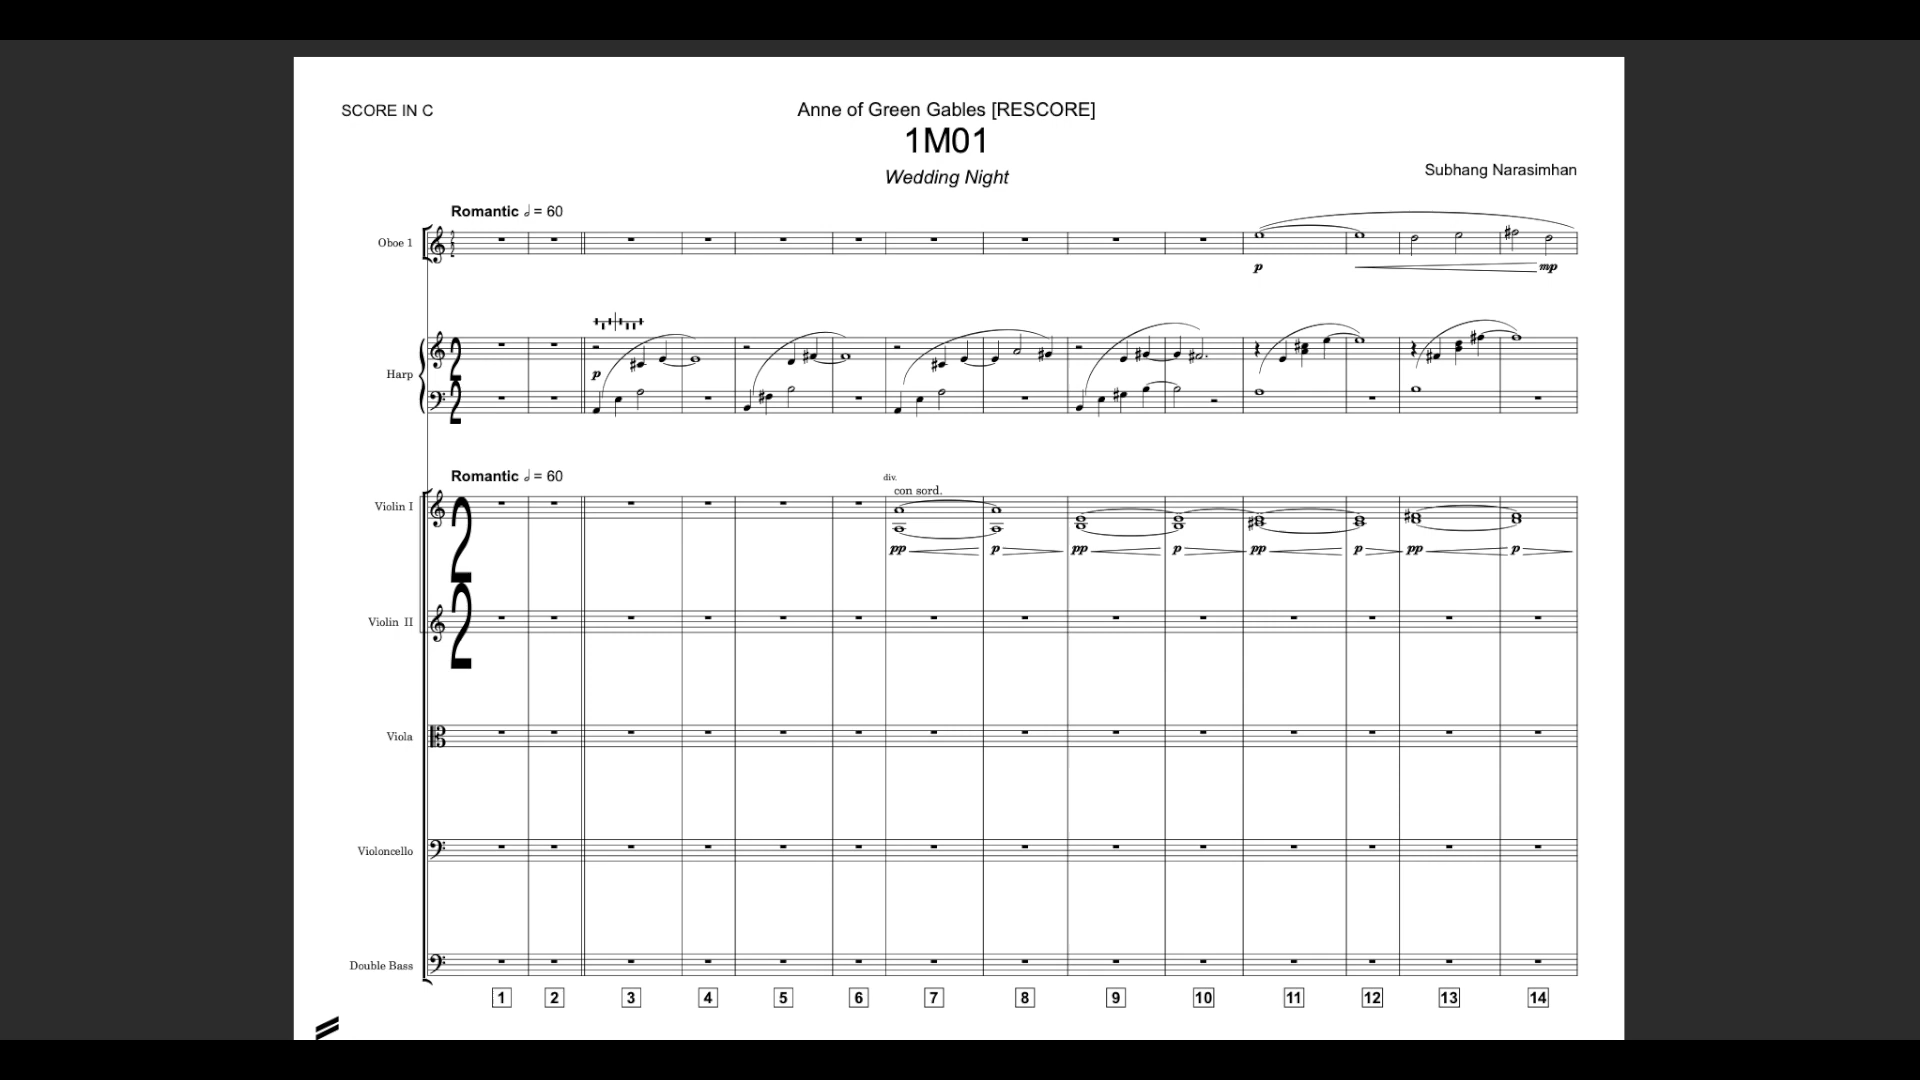 SCORE IN C
Anne of Green Gables [RESCORE]
1M01
Wedding Night
Subhang Narasimhan
Romantic 𝅗𝅥 = 60
Oboe 1
p
mp
Harp
p
Romantic 𝅗𝅥 = 60
div.
con sord.
Violin I
pp p pp p pp p pp p
Violin II
Viola
Violoncello
Double Bass
1 2 3 4 5 6 7 8 9 10 11 12 13 14